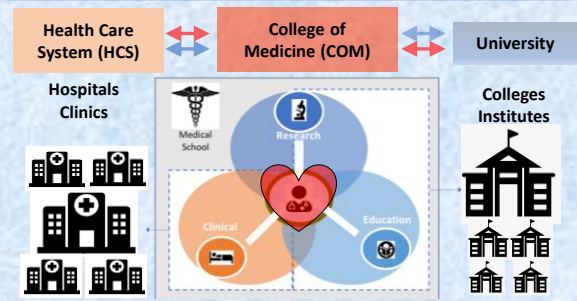 Health Care
System (HCS)
College of
Medicine (COM)
University
Hospitals
Clinics
Colleges
Institutes
Medical
School
Research
Clinical
Education